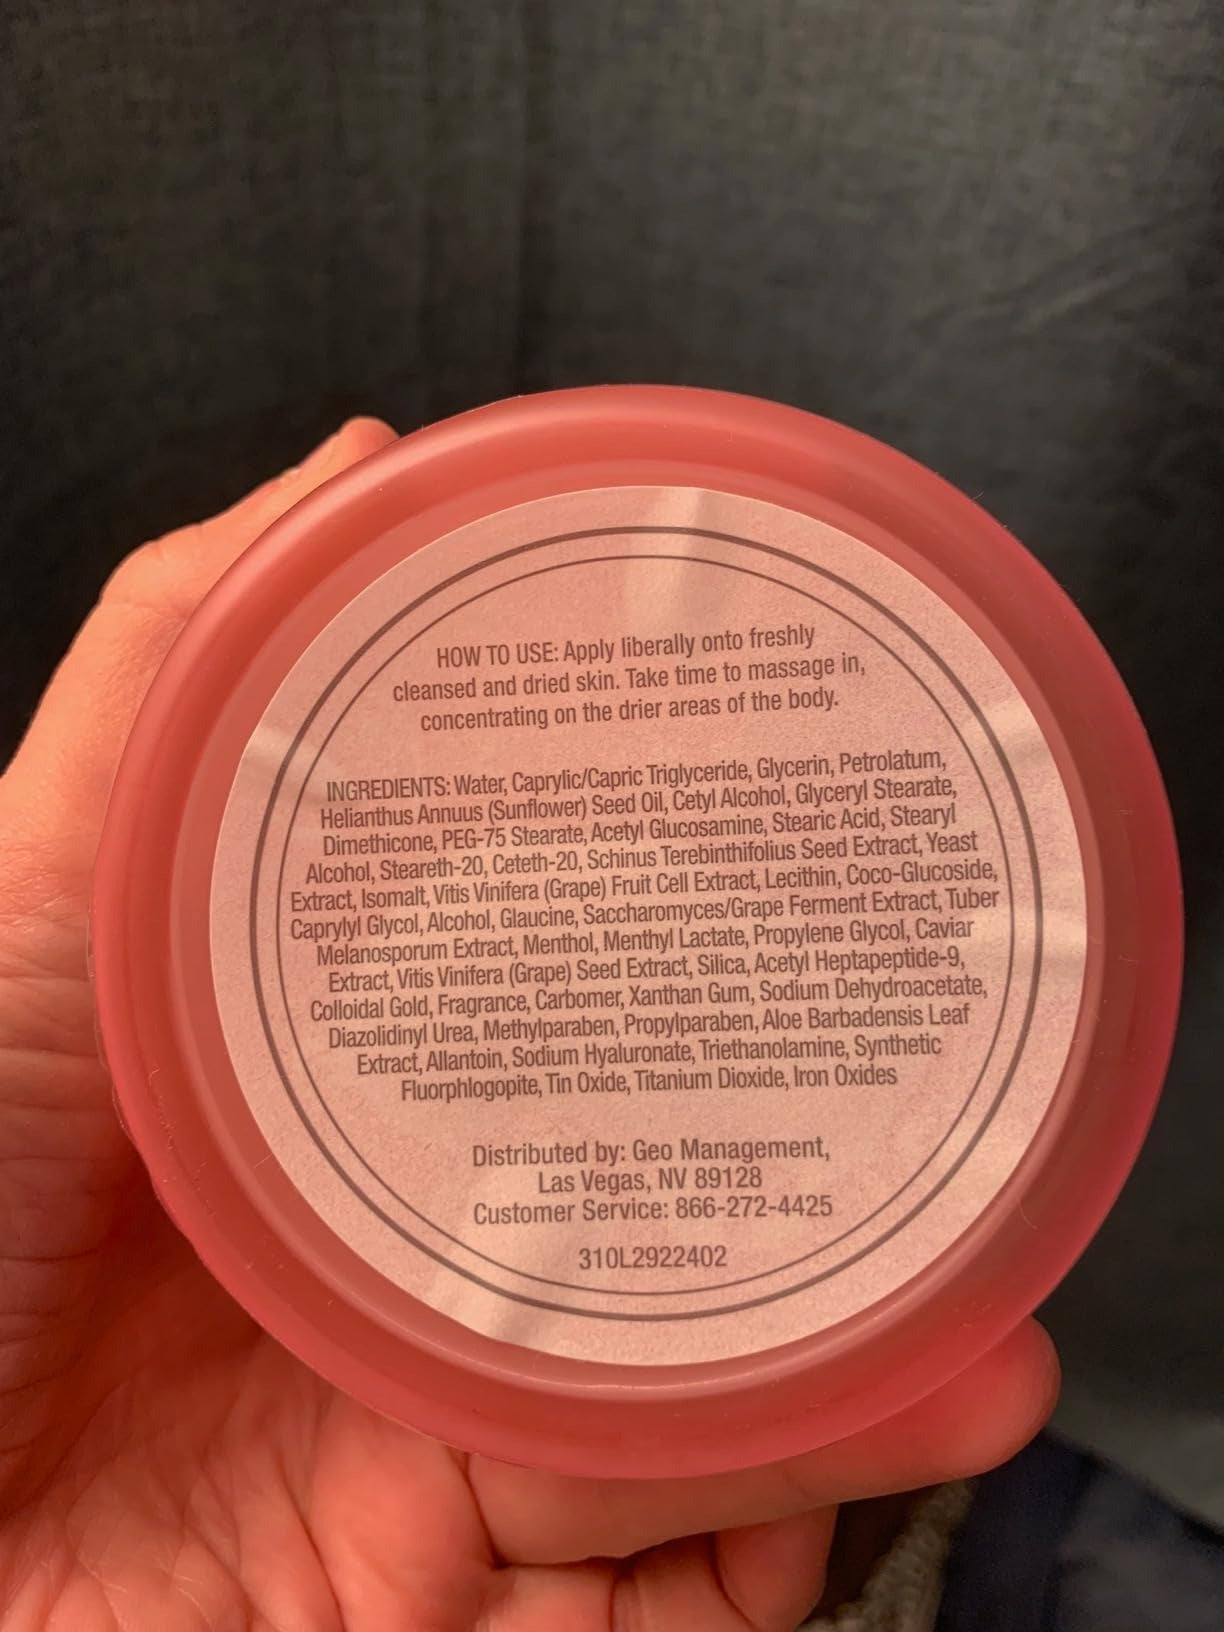 HOW TO USE: Apply liberally onto freshly
cleansed and dried skin. Take time to massage in,
concentrating on the drier areas of the body.
INGREDIENTS: Water, Caprylic/Capric Triglyceride, Glycerin, Petrolatum,
Helianthus Annuus (Sunflower) Seed Oil, Cetyl Alcohol, Glyceryl Stearate,
Dimethicone, PEG-75 Stearate, Acetyl Glucosamine, Stearic Acid, Stearyl
Alcohol, Steareth-20, Ceteth-20, Schinus Terebinthifolius Seed Extract, Yeast
Extract, Isomalt, Vitis Vinifera (Grape) Fruit Cell Extract, Lecithin, Coco-Glucoside,
Caprylyl Glycol, Alcohol, Glaucine, Saccharomyces/Grape Ferment Extract, Tuber
Melanosporum Extract, Menthol, Menthyl Lactate, Propylene Glycol, Caviar
Extract, Vitis Vinifera (Grape) Seed Extract, Silica, Acetyl Heptapeptide-9,
Colloidal Gold, Fragrance, Carbomer, Xanthan Gum, Sodium Dehydroacetate,
Diazolidinyl Urea, Methylparaben, Propylparaben, Aloe Barbadensis Leaf
Extract, Allantoin, Sodium Hyaluronate, Triethanolamine, Synthetic
Fluorphlogopite, Tin Oxide, Titanium Dioxide, Iron Oxides
Distributed by: Geo Management,
Las Vegas, NV 89128
Customer Service: 866-272-4425
310L2922402